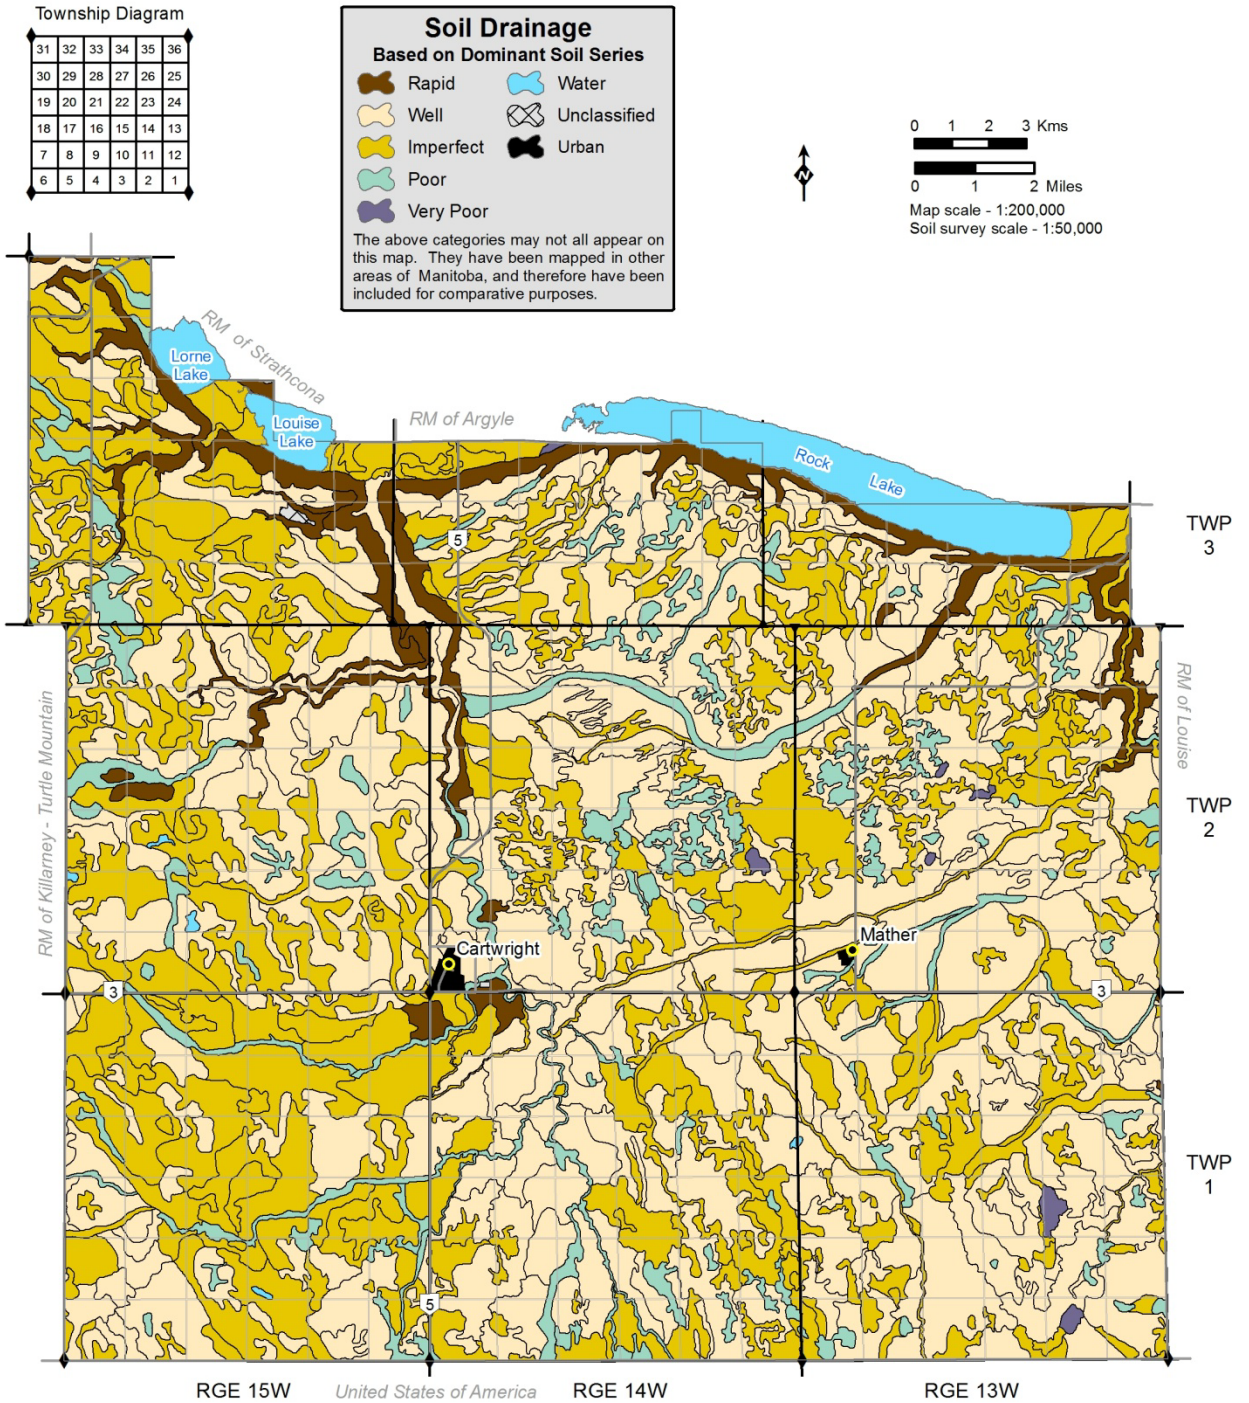 Township Diagram
31 32 33 34 35 36
30 29 28 27 26 25
19 20 21 22 23 24
18 17 16 15 14 13
7 8 9 10 11 12
6 5 4 3 2 1
Soil Drainage
Based on Dominant Soil Series
Rapid
Well
Imperfect
Poor
Very Poor
Water
Unclassified
Urban
The above categories may not all appear on
this map. They have been mapped in other
areas of Manitoba, and therefore have been
included for comparative purposes.
N
0 1 2 3 Kms
0 1 2 Miles
Map scale - 1:200,000
Soil survey scale - 1:50,000
RM of Strathcona
Lorne
Lake
Louise
Lake
RM of Argyle
Rock
Lake
5
TWP
3
RM of Killarney - Turtle Mountain
RM of Louise
TWP
2
Cartwright
Mather
3
3
TWP
1
5
RGE 15W
United States of America
RGE 14W
RGE 13W